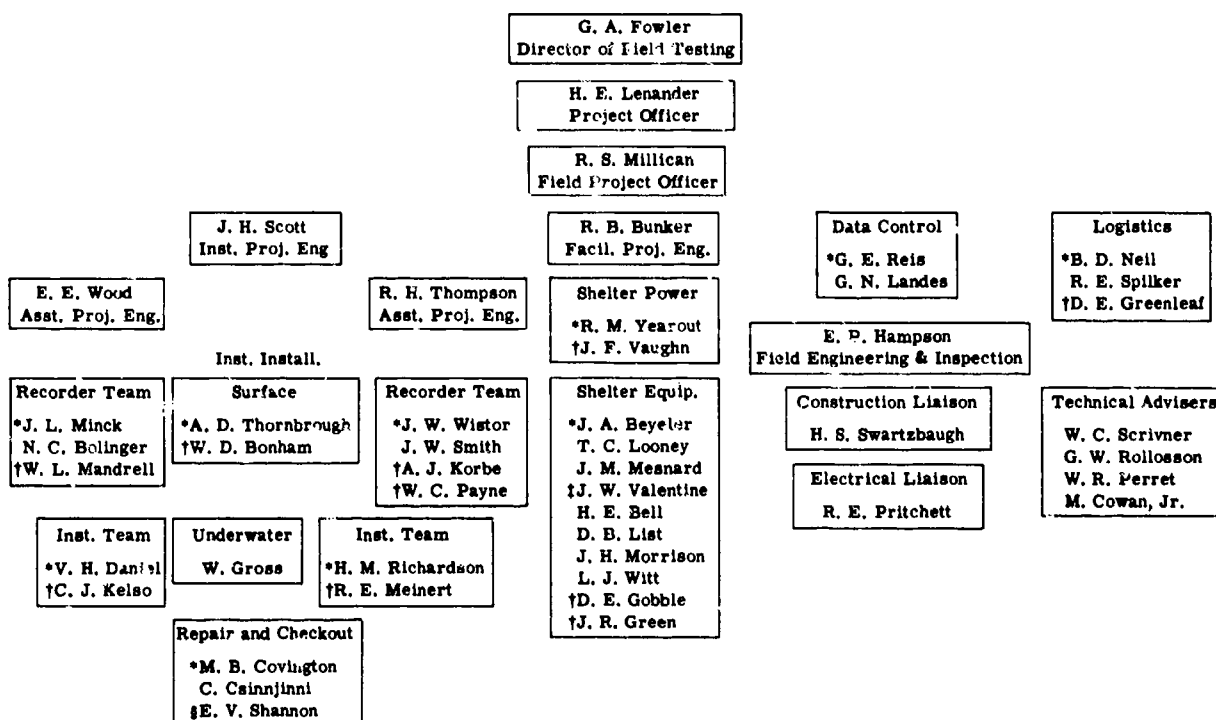 G. A. Fowler
Director of Field Testing
H. E. Lenander
Project Officer
R. S. Millican
Field Project Officer
J. H. Scott
Inst. Proj. Eng
R. B. Bunker
Facil. Proj. Eng.
Data Control
*G. E. Reis
G. N. Landes
Logistics
*B. D. Neil
R. E. Spilker
†D. E. Greenleaf
E. E. Wood
Asst. Proj. Eng.
R. H. Thompson
Asst. Proj. Eng.
Shelter Power
*R. M. Yearout
†J. F. Vaughn
E. P. Hampson
Field Engineering & Inspection
Inst. Install.
Recorder Team
*J. L. Minck
N. C. Bolinger
†W. L. Mandrell
Surface
*A. D. Thornbrough
†W. D. Bonham
Recorder Team
*J. W. Wistor
J. W. Smith
†A. J. Korbe
†W. C. Payne
Shelter Equip.
*J. A. Beyeler
T. C. Looney
J. M. Mesnard
‡J. W. Valentine
H. E. Bell
D. B. List
J. H. Morrison
L. J. Witt
†D. E. Gobble
†J. R. Green
Construction Liaison
H. S. Swartzbaugh
Electrical Liaison
R. E. Pritchett
Technical Advisers
W. C. Scrivner
G. W. Rollosson
W. R. Perret
M. Cowan, Jr.
Inst. Team
*V. H. Daniel
†C. J. Kelso
Underwater
W. Gross
Inst. Team
*H. M. Richardson
†R. E. Meinert
Repair and Checkout
*M. B. Covington
C. Csinnjinni
§E. V. Shannon